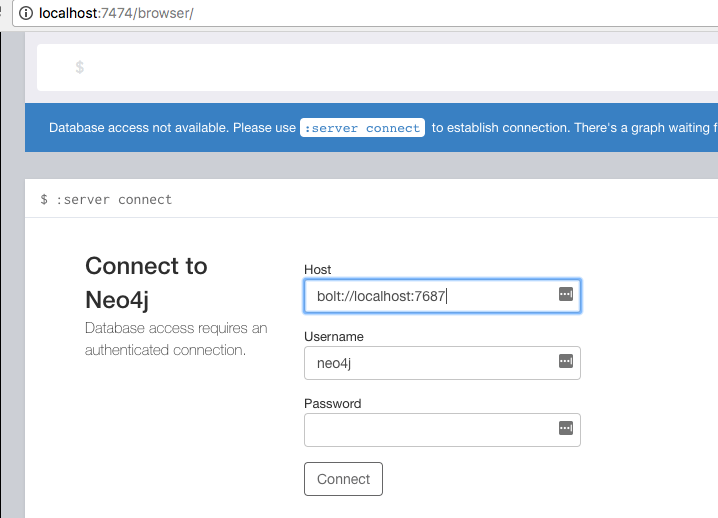 localhost:7474/browser/
$
Database access not available. Please use :server connect to establish connection. There's a graph waiting f
$ :server connect
Connect to
Neo4j
Database access requires an
authenticated connection.
Host
bolt://localhost:7687
Username
neo4j
Password
Connect